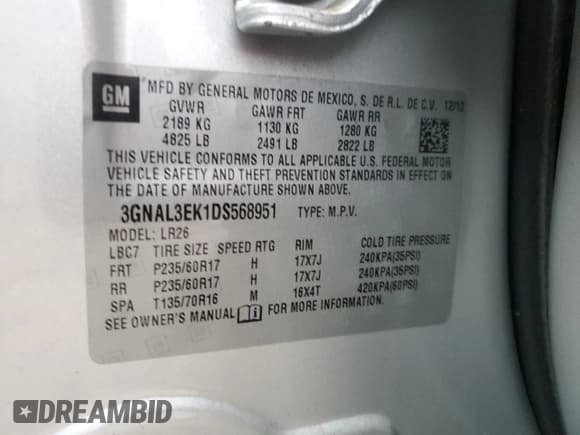 GM
MFD BY GENERAL MOTORS DE MEXICO, S. DE R.L. DE C.V. 12/12
GVWR GAWR FRT GAWR RR
2189 KG 1130 KG 1280 KG
4825 LB 2491 LB 2822 LB
THIS VEHICLE CONFORMS TO ALL APPLICABLE U.S. FEDERAL MOTOR
VEHICLE SAFETY AND THEFT PREVENTION STANDARDS IN EFFECT ON
THE DATE OF MANUFACTURE SHOWN ABOVE.
3GNAL3EK1DS568951 TYPE: M.P.V.
MODEL: LR26
LBC7 TIRE SIZE SPEED RTG RIM COLD TIRE PRESSURE
FRT P235/60R17 H 17X7J 240KPA(35PSI)
RR P235/60R17 H 17X7J 240KPA(35PSI)
SPA T135/70R16 M 16X4T 420KPA(60PSI)
SEE OWNER'S MANUAL FOR MORE INFORMATION.
DREAMBID